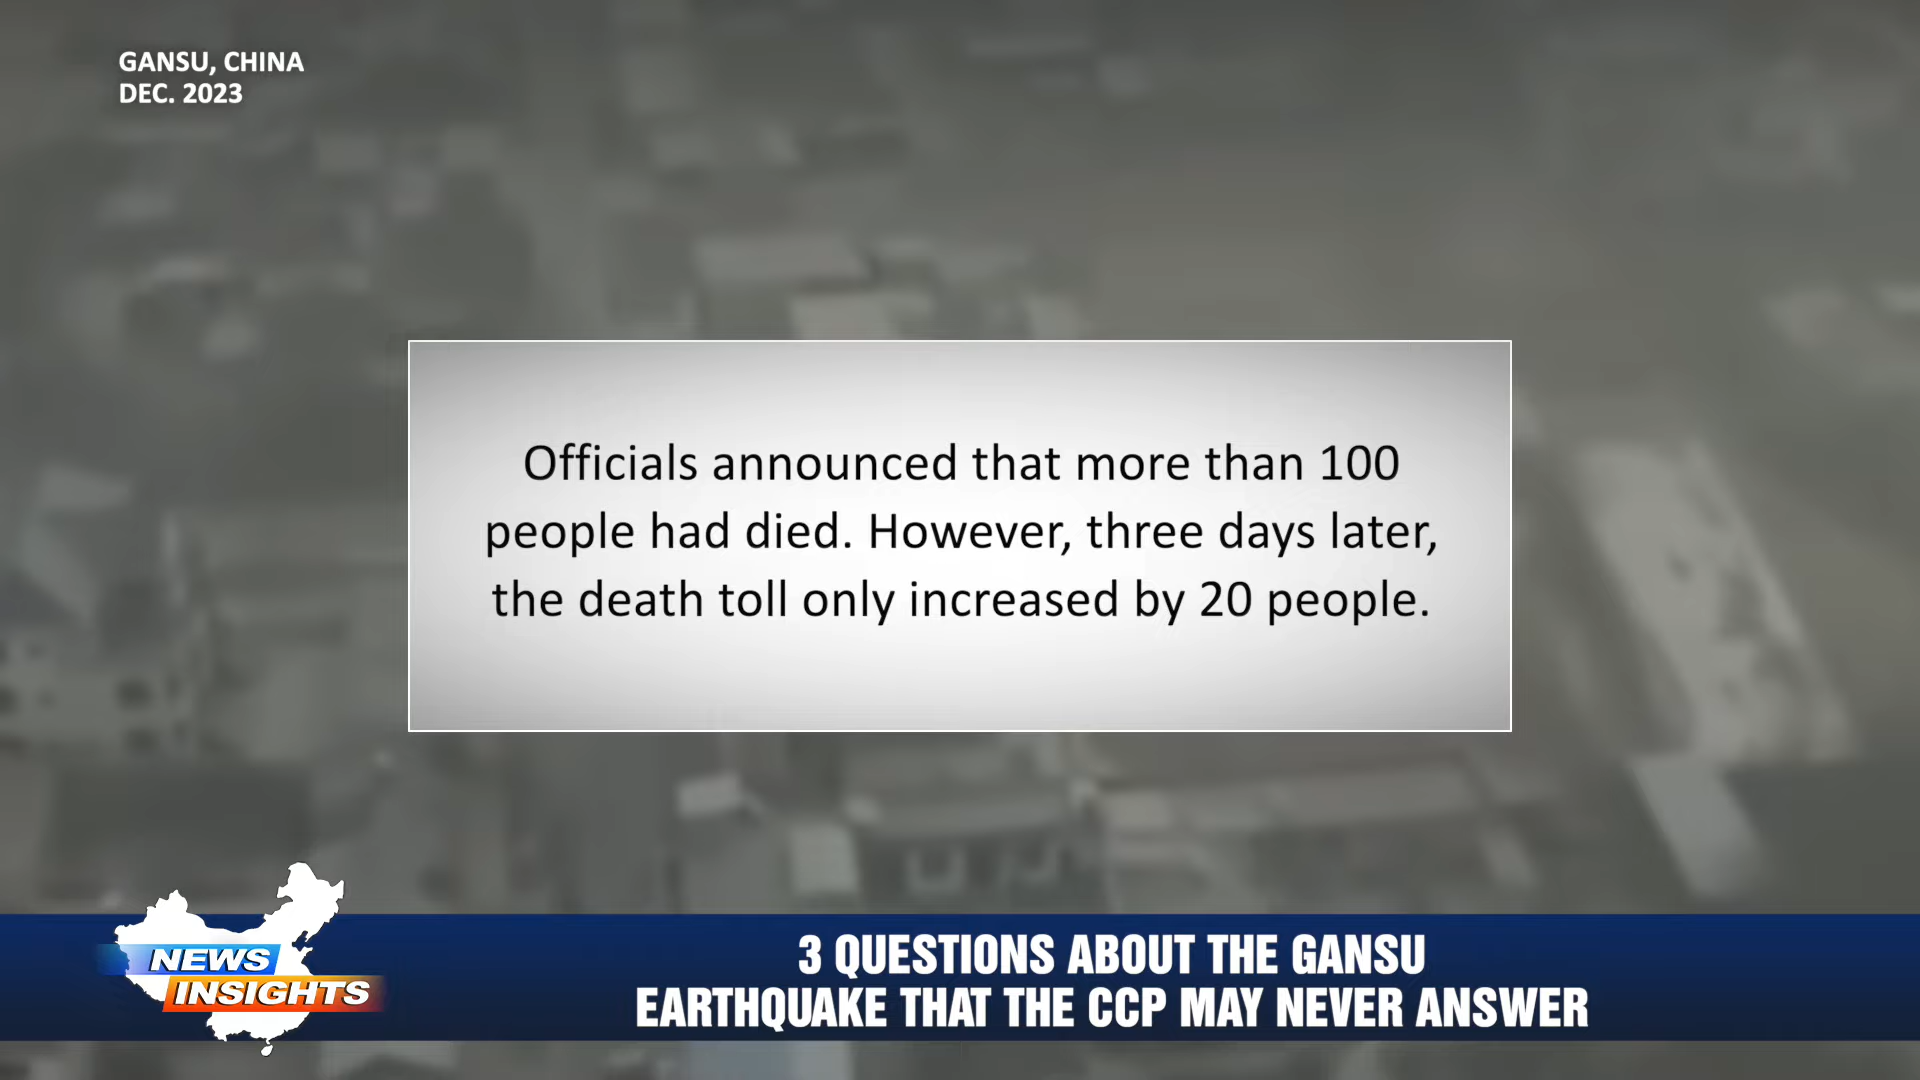 GANSU, CHINA
DEC. 2023
Officials announced that more than 100
people had died. However, three days later,
the death toll only increased by 20 people.
NEWS
INSIGHTS
3 QUESTIONS ABOUT THE GANSU
EARTHQUAKE THAT THE CCP MAY NEVER ANSWER